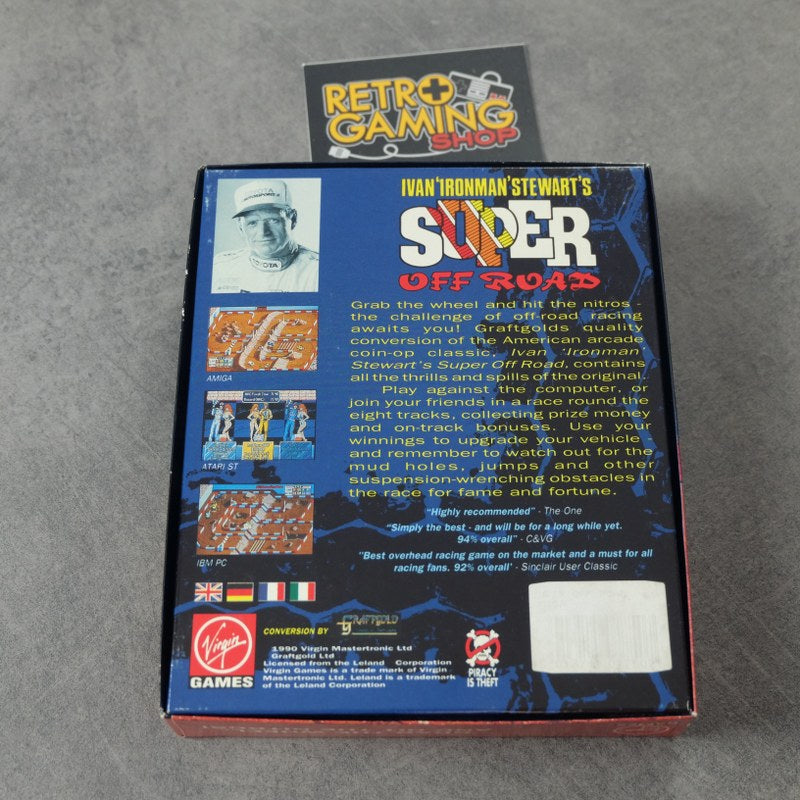 RETRO
GAMING
SHOP
IVAN 'IRONMAN' STEWART'S
SUPER
OFF ROAD
TOYOTA
MOTORSPORTS
TOYOTA
Grab the wheel and hit the nitros -
the challenge of off-road racing
awaits you! Graftgolds quality
conversion of the American arcade
coin-op classic, Ivan 'Ironman'
Stewart's Super Off Road, contains
all the thrills and spills of the original.
Play against the computer, or
join your friends in a race round the
eight tracks, collecting prize money
and on-track bonuses. Use your
winnings to upgrade your vehicle
and remember to watch out for the
mud holes, jumps and other
suspension-wrenching obstacles in
the race for fame and fortune.
AMIGA
ATARI ST
IBM PC
"Highly recommended" - The One
"Simply the best - and will be for a long while yet.
94% overall" - C&VG
"Best overhead racing game on the market and a must for all
racing fans. 92% overall' - Sinclair User Classic
Virgin
GAMES
CONVERSION BY
GRAFTGOLD
1990 Virgin Mastertronic Ltd
Graftgold Ltd
Licensed from the Leland Corporation
Virgin Games is a trade mark of Virgin
Mastertronic Ltd. Leland is a trademark
of the Leland Corporation
PIRACY
IS THEFT